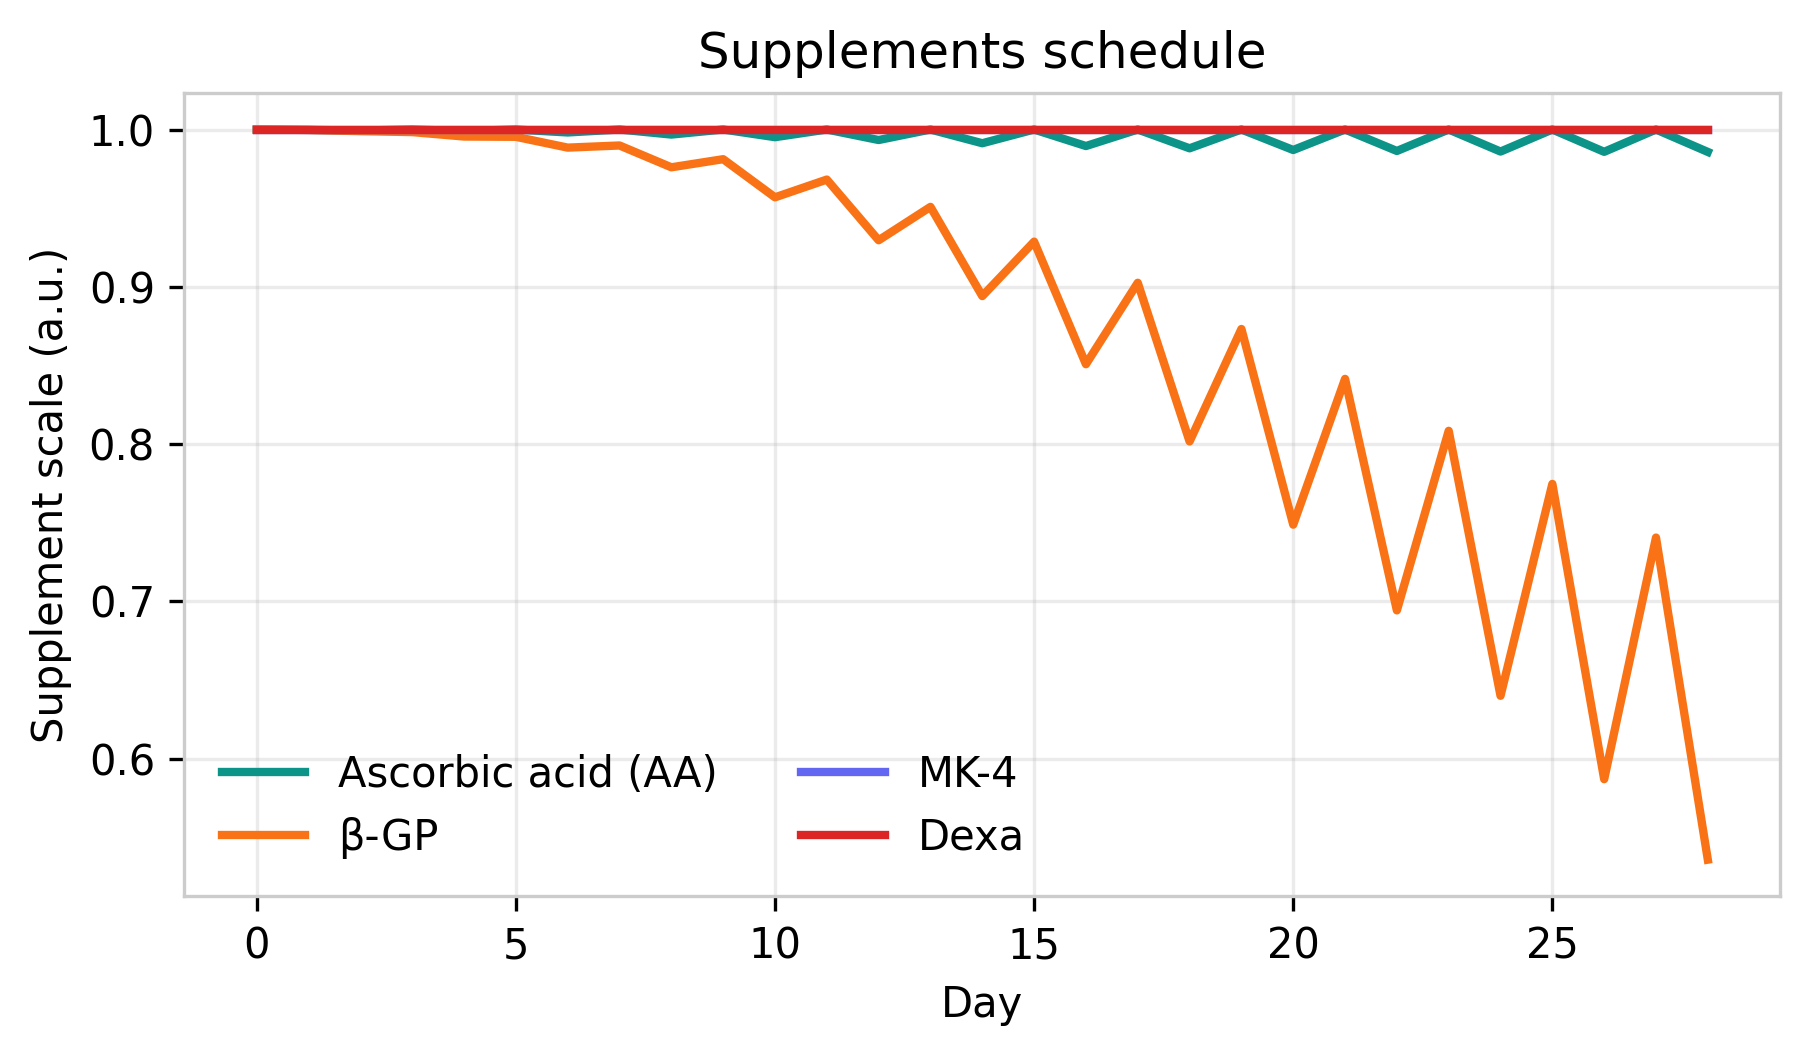 Supplements schedule
Supplement scale (a.u.)
1.0
0.9
0.8
0.7
0.6
Ascorbic acid (AA)
β-GP
MK-4
Dexa
0 5 10 15 20 25
Day